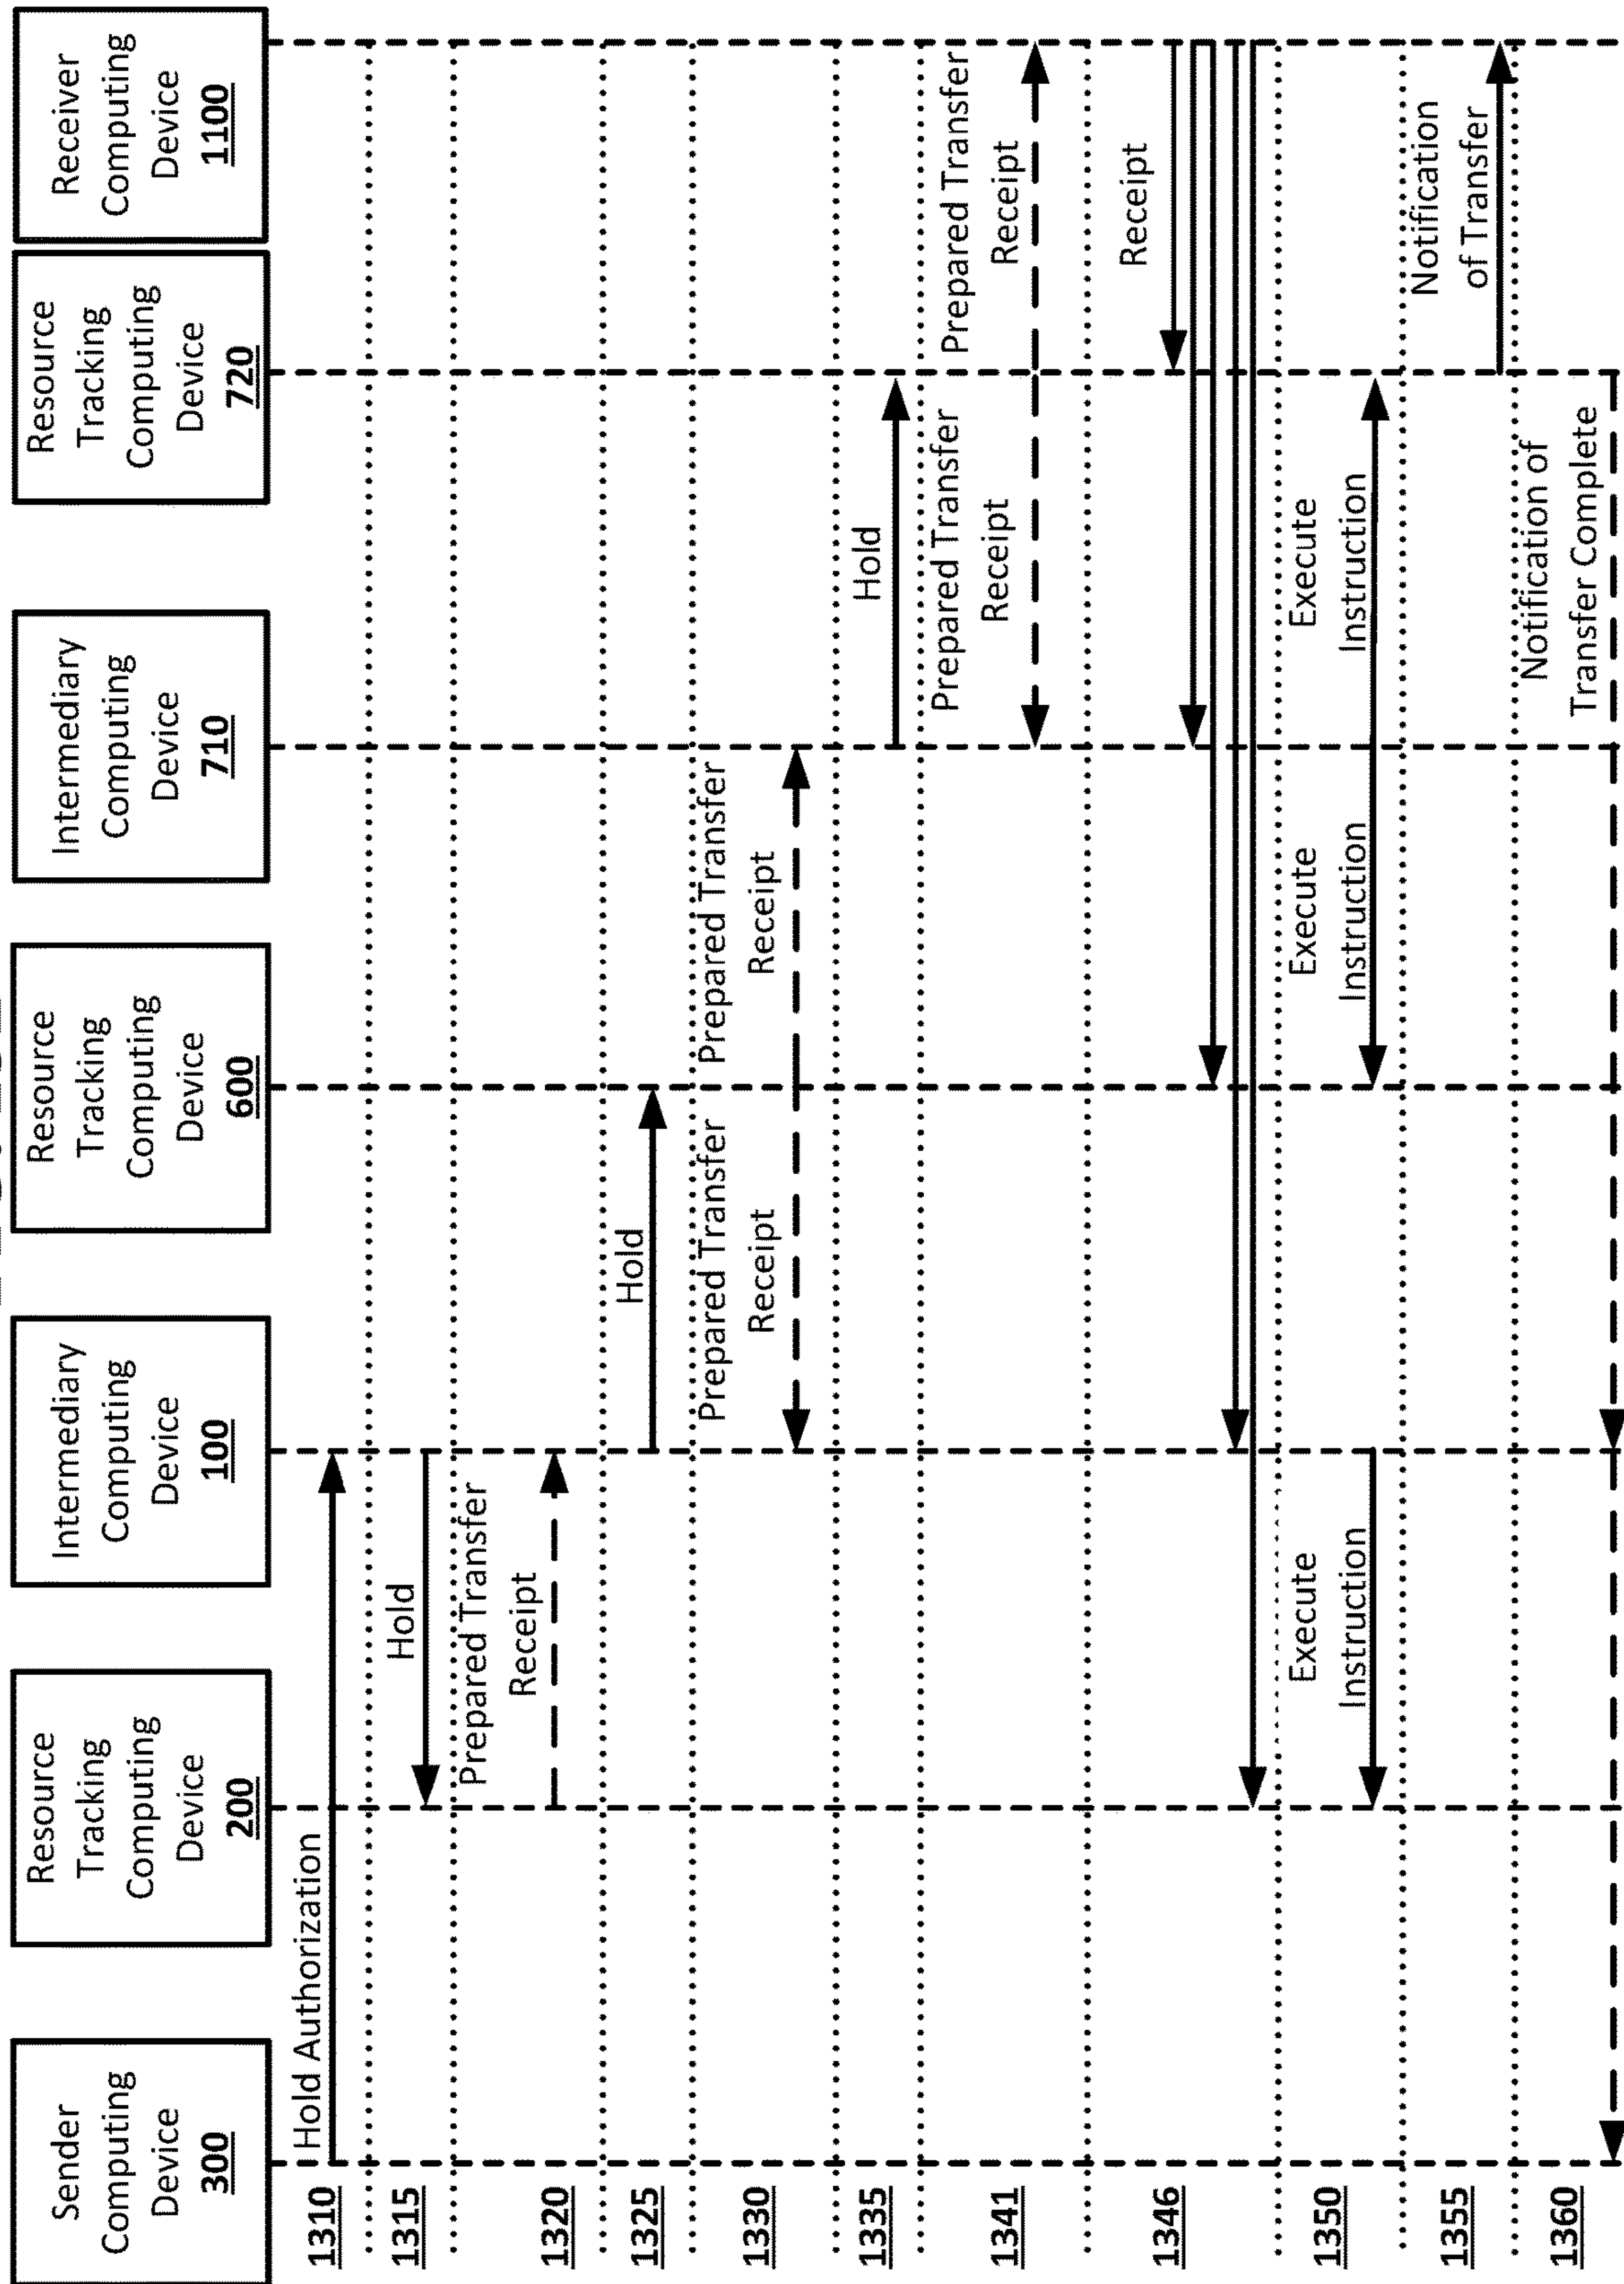 Sender
Computing
Device
300
Resource
Tracking
Computing
Device
200
Intermediary
Computing
Device
100
Resource
Tracking
Computing
Device
600
Intermediary
Computing
Device
710
Resource
Tracking
Computing
Device
720
Receiver
Computing
Device
1100
1310
Hold Authorization
1315
Hold
1320
Prepared Transfer
Receipt
1325
Hold
1330
Prepared Transfer
Receipt
Prepared Transfer
Receipt
1335
Hold
1341
Prepared Transfer
Receipt
Prepared Transfer
Receipt
1346
Receipt
1350
Execute
Instruction
Execute
Instruction
Execute
Instruction
1355
Notification
of Transfer
1360
Notification of
Transfer Complete